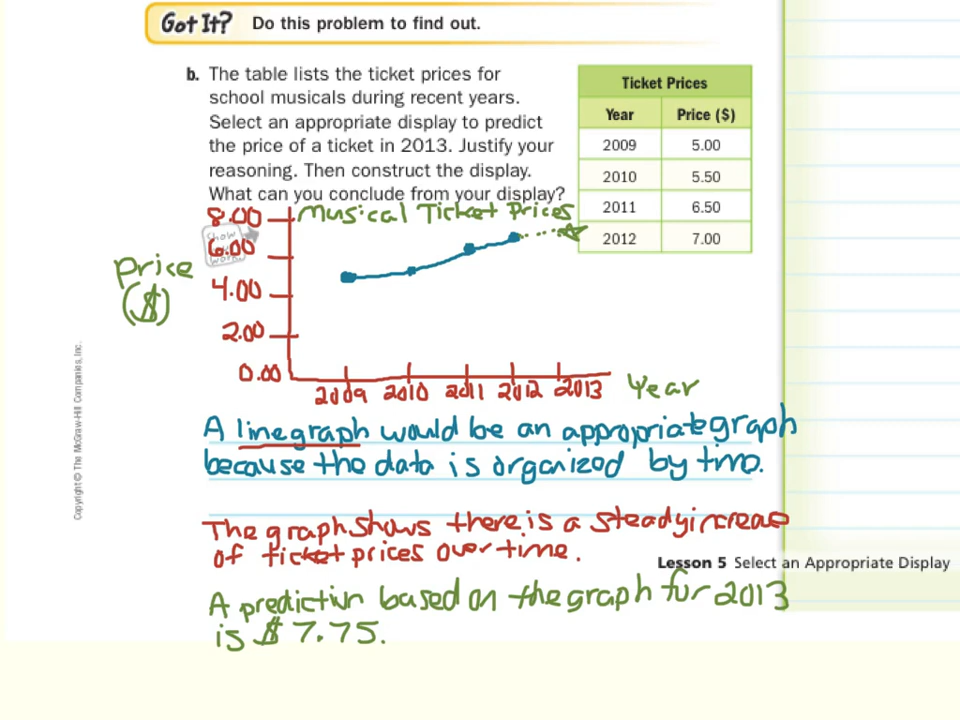 Got It? Do this problem to find out.
b. The table lists the ticket prices for
school musicals during recent years.
Select an appropriate display to predict
the price of a ticket in 2013. Justify your
reasoning. Then construct the display.
What can you conclude from your display?
Ticket Prices
Year Price ($)
2009 5.00
2010 5.50
2011 6.50
2012 7.00
Musical Ticket Prices
Price
($)
8.00
6.00
4.00
2.00
0.00
Show
work
2009 2010 2011 2012 2013 Year
A line graph would be an appropriate graph
because the data is organized by time.
The graph shows there is a steady increase
of ticket prices over time.
Lesson 5 Select an Appropriate Display
A prediction based on the graph for 2013
is $7.75.
Copyright © The McGraw-Hill Companies, Inc.